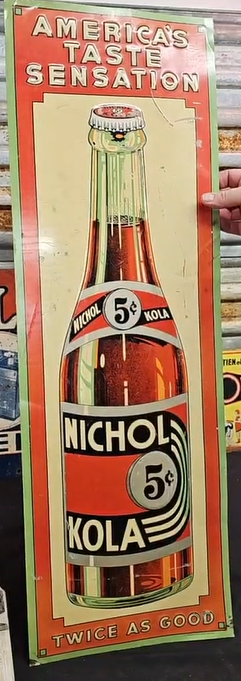 AMERICA'S
TASTE
SENSATION
NICHOL 5¢ KOLA
NICHOL
5¢
KOLA
TWICE AS GOOD